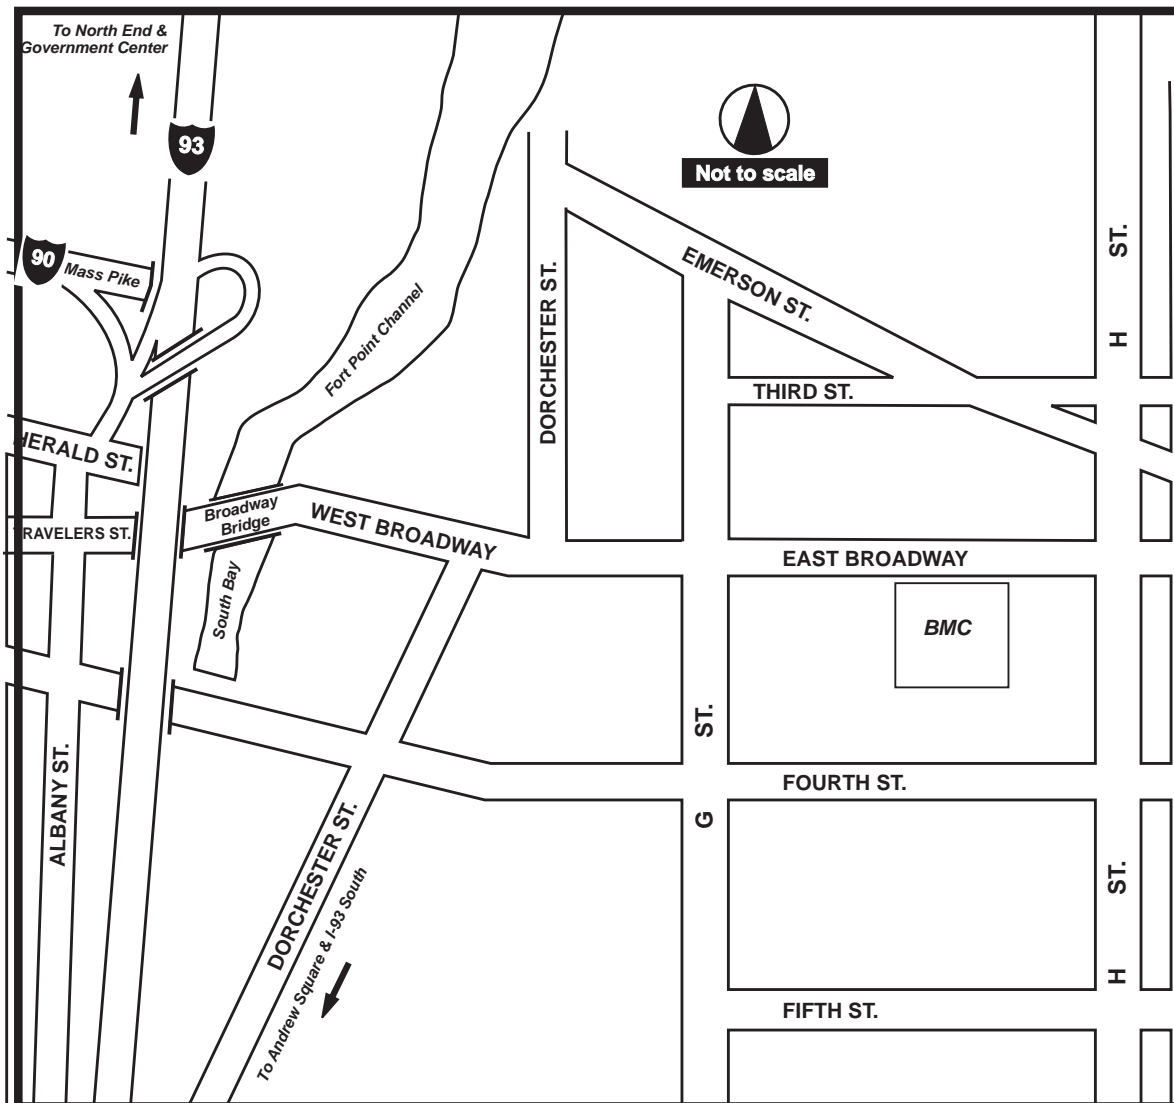 To North End &
Government Center
93
Not to scale
90
Mass Pike
EMERSON ST.
H ST.
DORCHESTER ST.
Fort Point Channel
THIRD ST.
HERALD ST.
Broadway
Bridge
WEST BROADWAY
TRAVELERS ST.
EAST BROADWAY
South Bay
BMC
G ST.
FOURTH ST.
ALBANY ST.
DORCHESTER ST.
To Andrew Square & I-93 South
H ST.
FIFTH ST.